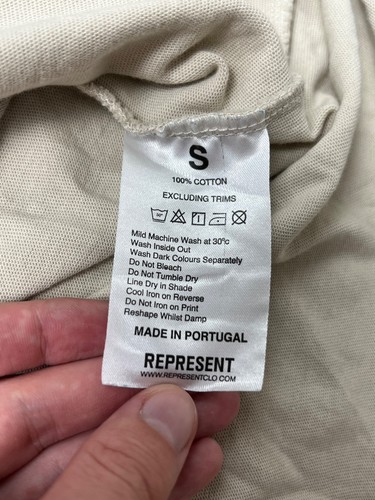 S
100% COTTON
EXCLUDING TRIMS
Mild Machine Wash at 30ºc
Wash Inside Out
Wash Dark Colours Separately
Do Not Bleach
Do Not Tumble Dry
Line Dry in Shade
Cool Iron on Reverse
Do Not Iron on Print
Reshape Whilst Damp
MADE IN PORTUGAL
REPRESENT
WWW.REPRESENTCLO.COM